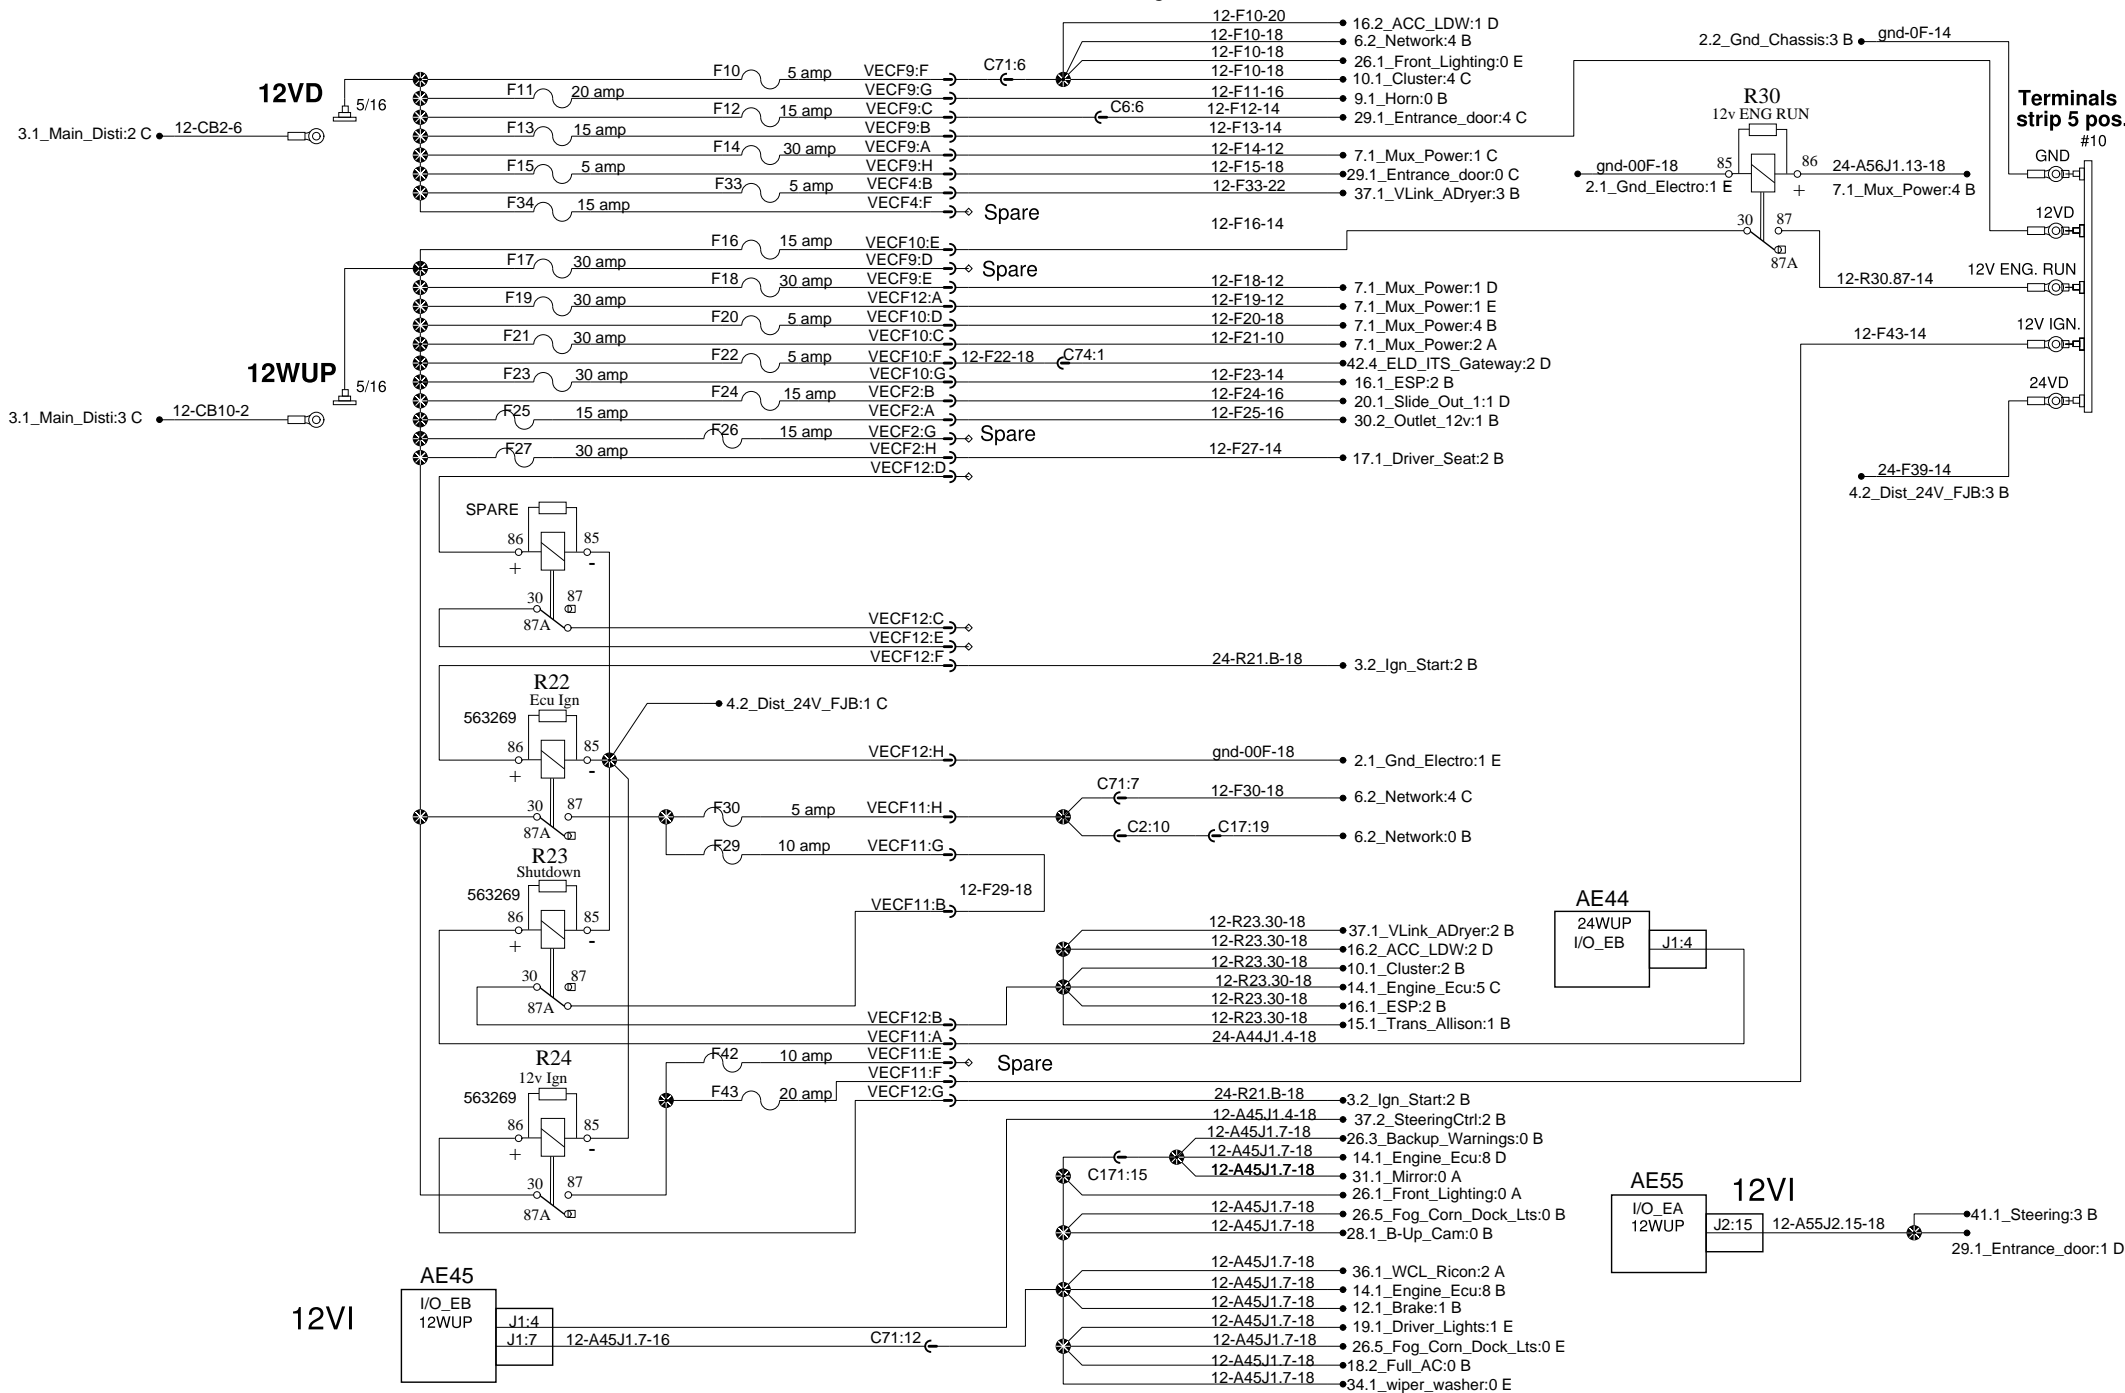 12-F10-20
16.2_ACC_LDW:1 D
12-F10-18
6.2_Network:4 B
12-F10-18
26.1_Front_Lighting:0 E
F10
5 amp
VECF9:F
C71:6
12-F10-18
10.1_Cluster:4 C
F11
20 amp
VECF9:G
12-F11-16
9.1_Horn:0 B
F12
15 amp
VECF9:C
C6:6
12-F12-14
29.1_Entrance_door:4 C
12VD
5/16
3.1_Main_Disti:2 C
12-CB2-6
F13
15 amp
VECF9:B
12-F13-14
F14
30 amp
VECF9:A
12-F14-12
7.1_Mux_Power:1 C
F15
5 amp
VECF9:H
12-F15-18
29.1_Entrance_door:0 C
F33
5 amp
VECF4:B
12-F33-22
37.1_VLink_ADryer:3 B
F34
15 amp
VECF4:F
Spare
2.2_Gnd_Chassis:3 B
gnd-0F-14
R30
12v ENG RUN
gnd-00F-18
85
86
24-A56J1.13-18
2.1_Gnd_Electro:1 E
+
7.1_Mux_Power:4 B
30
87
87A
Terminals
strip 5 pos.
#10
GND
12VD
12V ENG. RUN
12-R30.87-14
12V IGN.
12-F43-14
24VD
24-F39-14
4.2_Dist_24V_FJB:3 B
F16
15 amp
VECF10:E
12-F16-14
F17
30 amp
VECF9:D
Spare
F18
30 amp
VECF9:E
12-F18-12
7.1_Mux_Power:1 D
F19
30 amp
VECF12:A
12-F19-12
7.1_Mux_Power:1 E
F20
5 amp
VECF10:D
12-F20-18
7.1_Mux_Power:4 B
F21
30 amp
VECF10:C
12-F21-10
7.1_Mux_Power:2 A
F22
5 amp
VECF10:F
12-F22-18
C74:1
42.4_ELD_ITS_Gateway:2 D
12WUP
5/16
3.1_Main_Disti:3 C
12-CB10-2
F23
30 amp
VECF10:G
12-F23-14
16.1_ESP:2 B
F24
15 amp
VECF2:B
12-F24-16
20.1_Slide_Out_1:1 D
F25
15 amp
VECF2:A
12-F25-16
30.2_Outlet_12v:1 B
F26
15 amp
VECF2:G
Spare
F27
30 amp
VECF2:H
12-F27-14
17.1_Driver_Seat:2 B
VECF12:D
SPARE
86
85
+
-
30
87
87A
VECF12:C
VECF12:E
VECF12:F
24-R21.B-18
3.2_Ign_Start:2 B
R22
Ecu Ign
563269
4.2_Dist_24V_FJB:1 C
86
85
+
-
VECF12:H
gnd-00F-18
2.1_Gnd_Electro:1 E
30
87
87A
F30
5 amp
VECF11:H
C71:7
12-F30-18
6.2_Network:4 C
C2:10
C17:19
6.2_Network:0 B
F29
10 amp
VECF11:G
12-F29-18
VECF11:B
R23
Shutdown
563269
86
85
+
-
30
87
87A
12-R23.30-18
37.1_VLink_ADryer:2 B
12-R23.30-18
16.2_ACC_LDW:2 D
12-R23.30-18
10.1_Cluster:2 B
12-R23.30-18
14.1_Engine_Ecu:5 C
12-R23.30-18
16.1_ESP:2 B
VECF12:B
12-R23.30-18
15.1_Trans_Allison:1 B
VECF11:A
24-A44J1.4-18
AE44
24WUP
I/O_EB
J1:4
R24
12v Ign
563269
F42
10 amp
VECF11:E
Spare
VECF11:F
F43
20 amp
VECF12:G
24-R21.B-18
3.2_Ign_Start:2 B
86
85
+
-
30
87
87A
12-A45J1.4-18
37.2_SteeringCtrl:2 B
12-A45J1.7-18
26.3_Backup_Warnings:0 B
12-A45J1.7-18
14.1_Engine_Ecu:8 D
C171:15
12-A45J1.7-18
31.1_Mirror:0 A
26.1_Front_Lighting:0 A
12-A45J1.7-18
26.5_Fog_Corn_Dock_Lts:0 B
12-A45J1.7-18
28.1_B-Up_Cam:0 B
12-A45J1.7-18
36.1_WCL_Ricon:2 A
12-A45J1.7-18
14.1_Engine_Ecu:8 B
12-A45J1.7-18
12.1_Brake:1 B
12-A45J1.7-18
19.1_Driver_Lights:1 E
12-A45J1.7-18
26.5_Fog_Corn_Dock_Lts:0 E
12-A45J1.7-18
18.2_Full_AC:0 B
12-A45J1.7-18
34.1_wiper_washer:0 E
12VI
AE45
I/O_EB
12WUP
J1:4
J1:7
12-A45J1.7-16
C71:12
AE55
12VI
I/O_EA
12WUP
J2:15
12-A55J2.15-18
41.1_Steering:3 B
29.1_Entrance_door:1 D